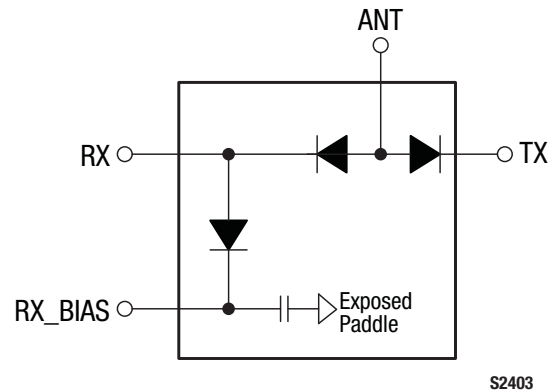 ANT
RX
TX
RX_BIAS
Exposed
Paddle
S2403